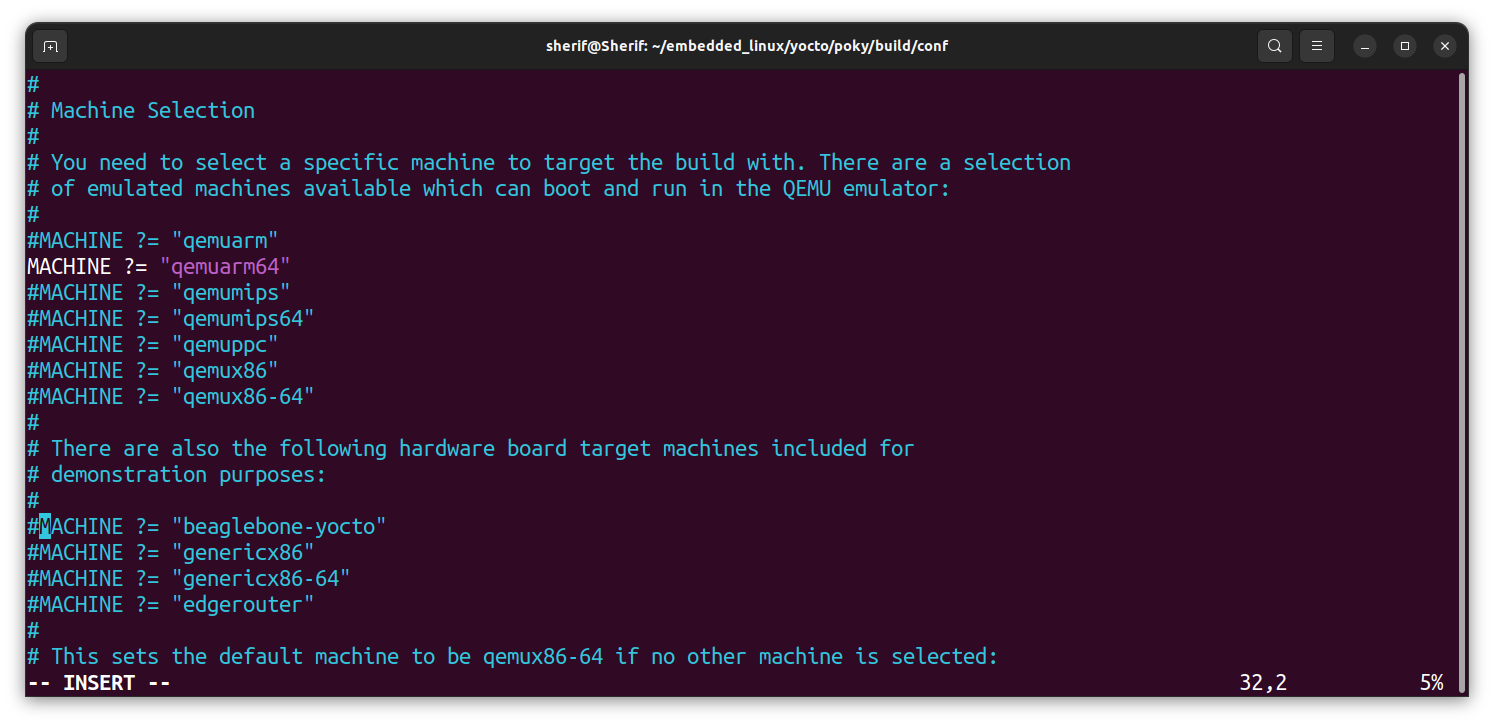 sherif@Sherif: ~/embedded_linux/yocto/poky/build/conf
#
# Machine Selection
#
# You need to select a specific machine to target the build with. There are a selection
# of emulated machines available which can boot and run in the QEMU emulator:
#
#MACHINE ?= "qemuarm"
MACHINE ?= "qemuarm64"
#MACHINE ?= "qemumips"
#MACHINE ?= "qemumips64"
#MACHINE ?= "qemuppc"
#MACHINE ?= "qemux86"
#MACHINE ?= "qemux86-64"
#
# There are also the following hardware board target machines included for
# demonstration purposes:
#
#MACHINE ?= "beaglebone-yocto"
#MACHINE ?= "genericx86"
#MACHINE ?= "genericx86-64"
#MACHINE ?= "edgerouter"
#
# This sets the default machine to be qemux86-64 if no other machine is selected:
-- INSERT -- 32,2 5%